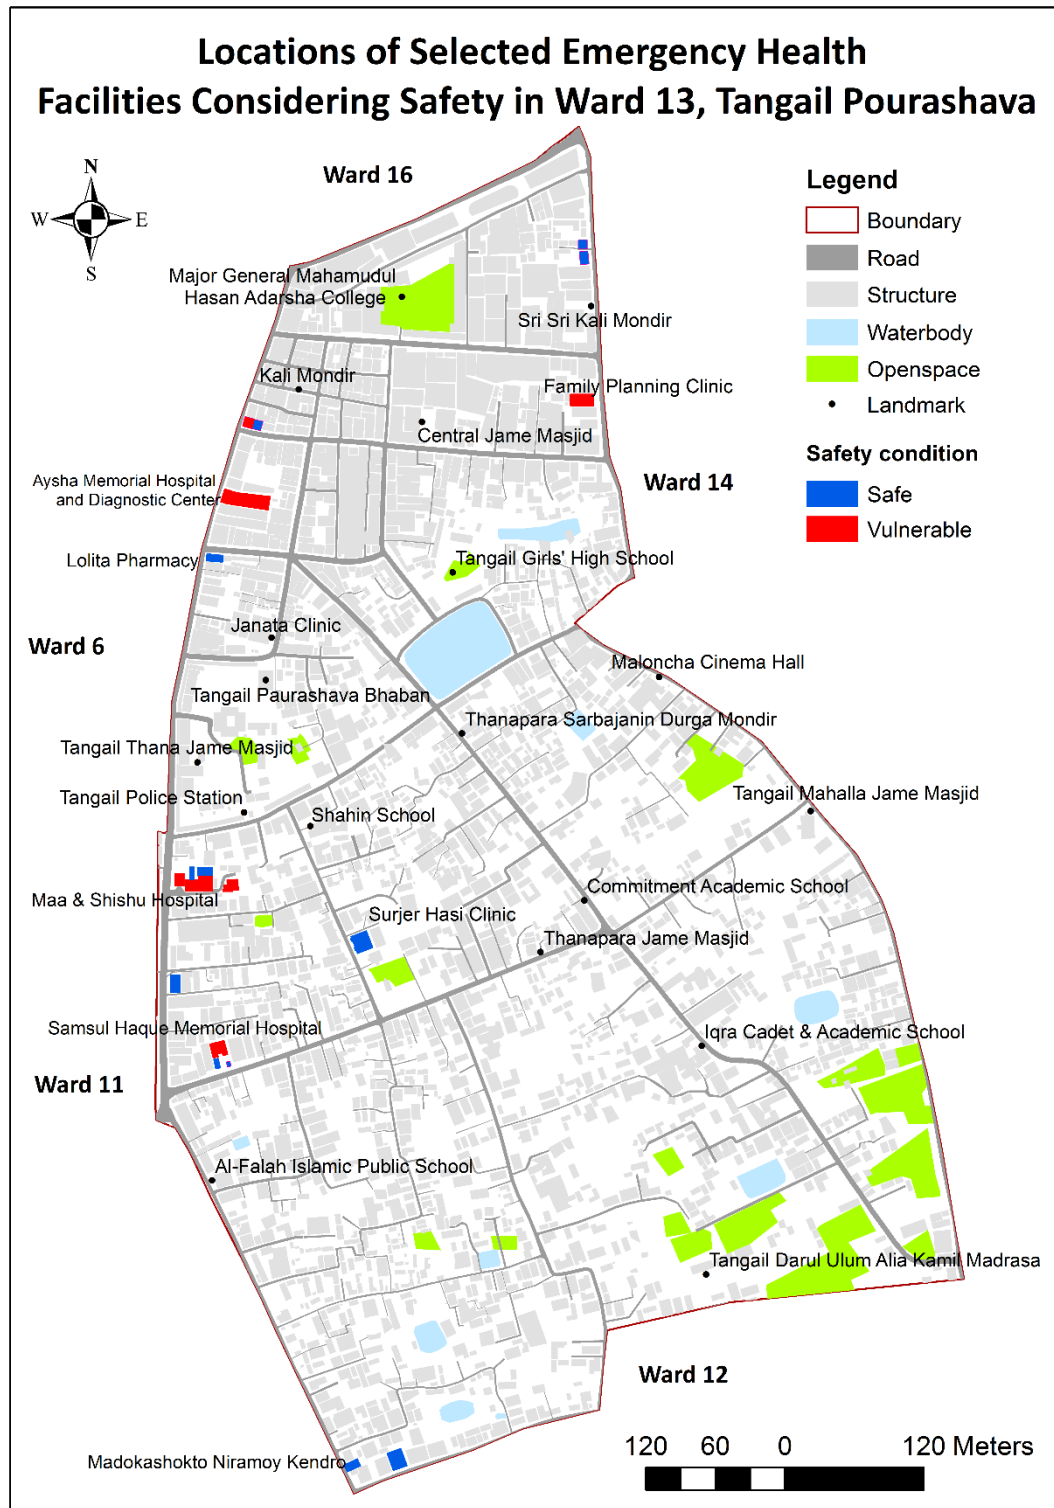 Locations of Selected Emergency Health
Facilities Considering Safety in Ward 13, Tangail Pourashava
N
W
E
S
Ward 16
Legend
Boundary
Road
Structure
Waterbody
Openspace
Landmark
Safety condition
Safe
Vulnerable
Major General Mahamudul
Hasan Adarsha College
Sri Sri Kali Mondir
Kali Mondir
Family Planning Clinic
Central Jame Masjid
Aysha Memorial Hospital
and Diagnostic Center
Ward 14
Lolita Pharmacy
Tangail Girls' High School
Janata Clinic
Ward 6
Maloncha Cinema Hall
Tangail Paurashava Bhaban
Thanapara Sarbajanin Durga Mondir
Tangail Thana Jame Masjid
Tangail Mahalla Jame Masjid
Tangail Police Station
Shahin School
Commitment Academic School
Maa & Shishu Hospital
Surjer Hasi Clinic
Thanapara Jame Masjid
Samsul Haque Memorial Hospital
Iqra Cadet & Academic School
Ward 11
Al-Falah Islamic Public School
Tangail Darul Ulum Alia Kamil Madrasa
Ward 12
Madokashokto Niramoy Kendro
120 60 0 120 Meters